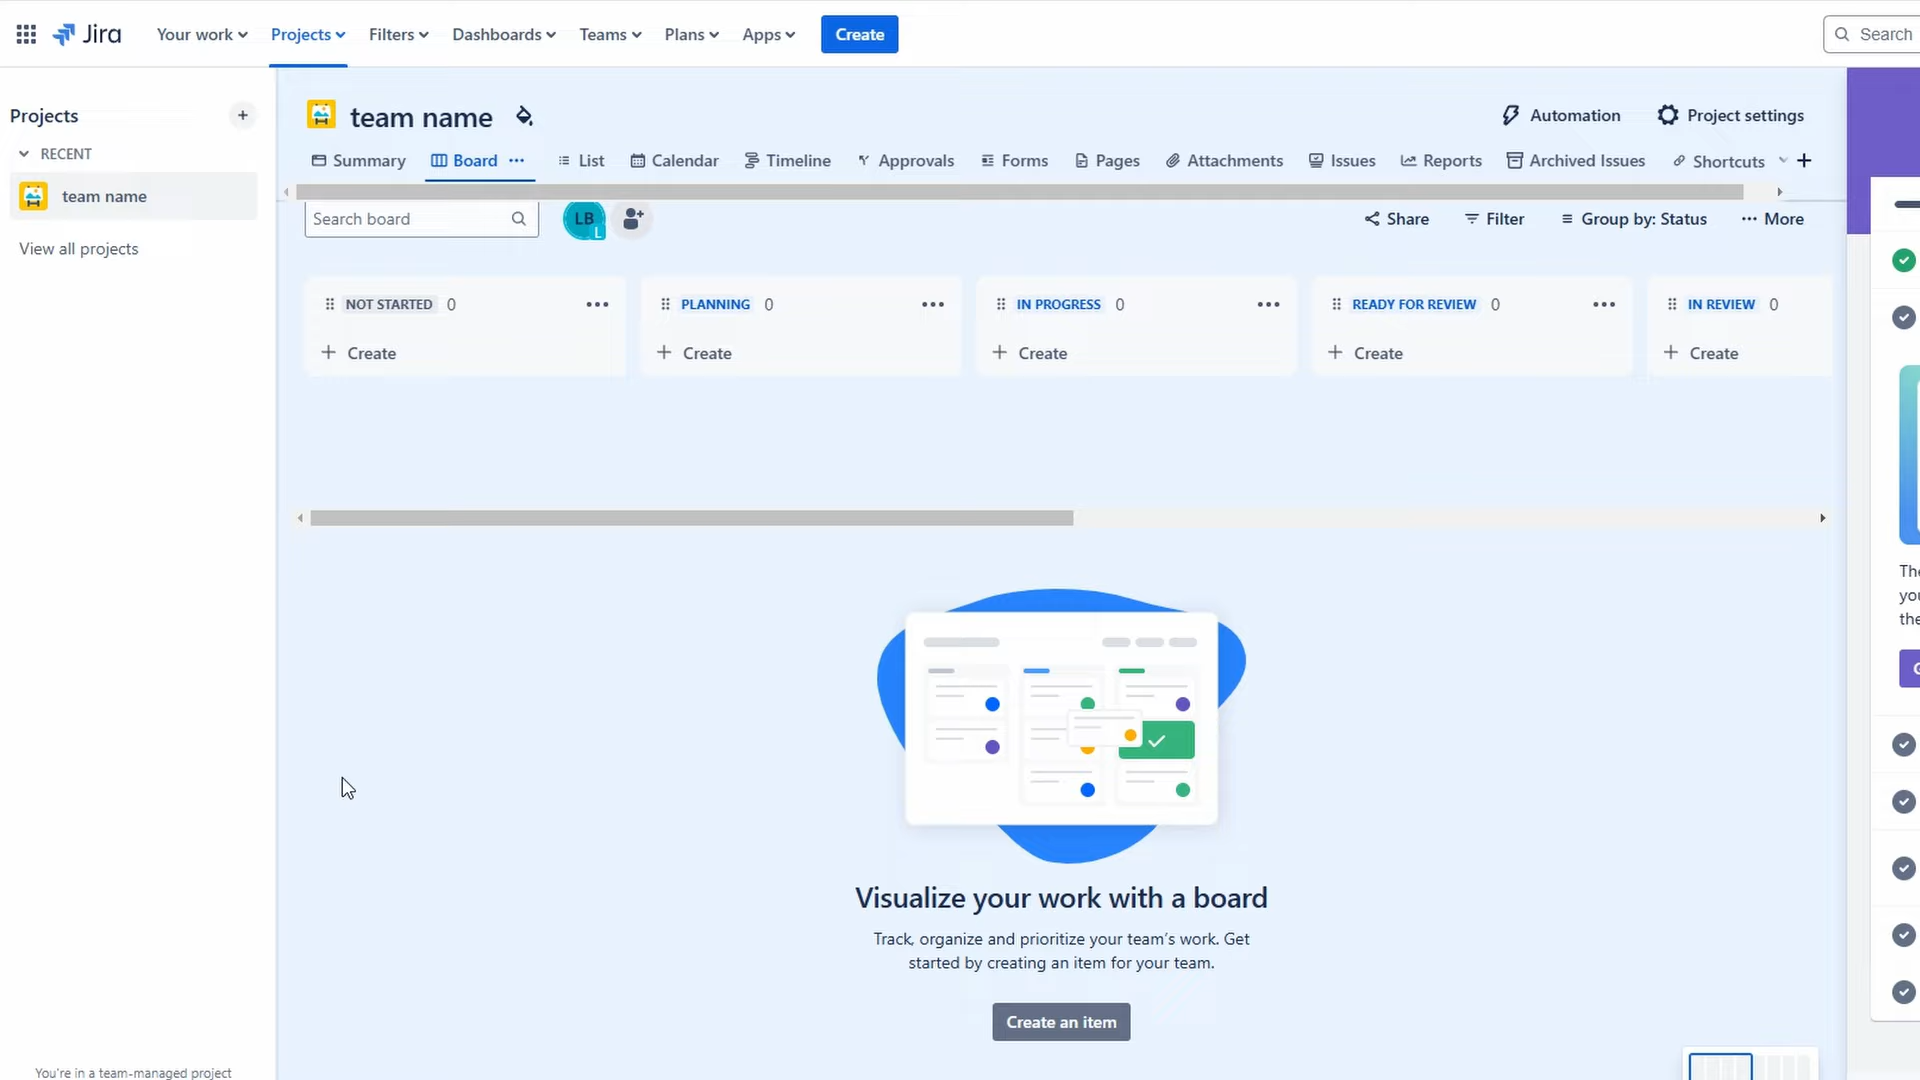 Jira Your work Projects Filters Dashboards Teams Plans Apps Create Search
Projects
RECENT
team name
View all projects
You're in a team-managed project
team name Automation Project settings
Summary Board List Calendar Timeline Approvals Forms Pages Attachments Issues Reports Archived Issues Shortcuts
Search board LB L Share Filter Group by: Status More
NOT STARTED 0 PLANNING 0 IN PROGRESS 0 READY FOR REVIEW 0 IN REVIEW 0
Create Create Create Create Create
Visualize your work with a board
Track, organize and prioritize your team's work. Get
started by creating an item for your team.
Create an item